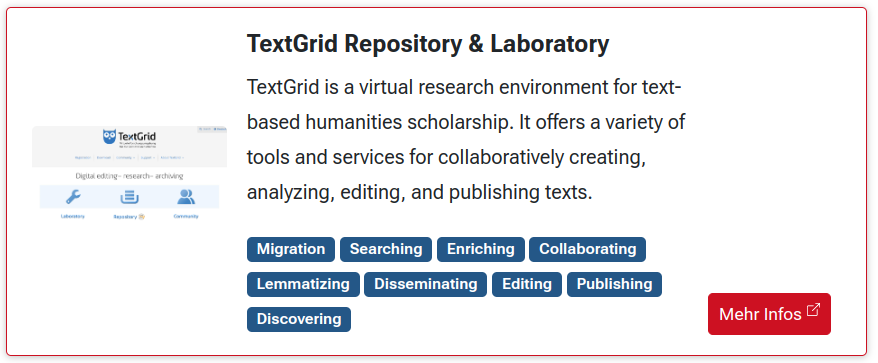 TextGrid Repository & Laboratory
TextGrid is a virtual research environment for text-
based humanities scholarship. It offers a variety of
tools and services for collaboratively creating,
analyzing, editing, and publishing texts.
TextGrid
Digital editing– research– archiving
Laboratory Repository Community
Migration Searching Enriching Collaborating
Lemmatizing Disseminating Editing Publishing
Discovering
Mehr Infos